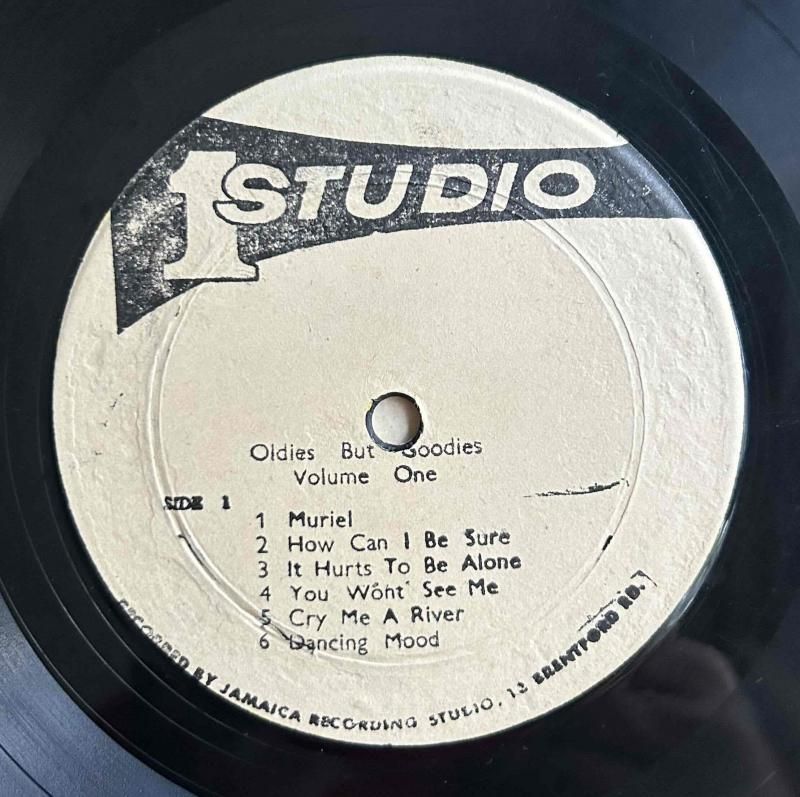 1 STUDIO
Oldies But Goodies
Volume One
SIDE 1
1 Muriel
2 How Can I Be Sure
3 It Hurts To Be Alone
4 You Wont' See Me
5 Cry Me A River
6 Dancing Mood
RECORDED BY JAMAICA RECORDING STUDIO, 13 BRENTFORD RD.